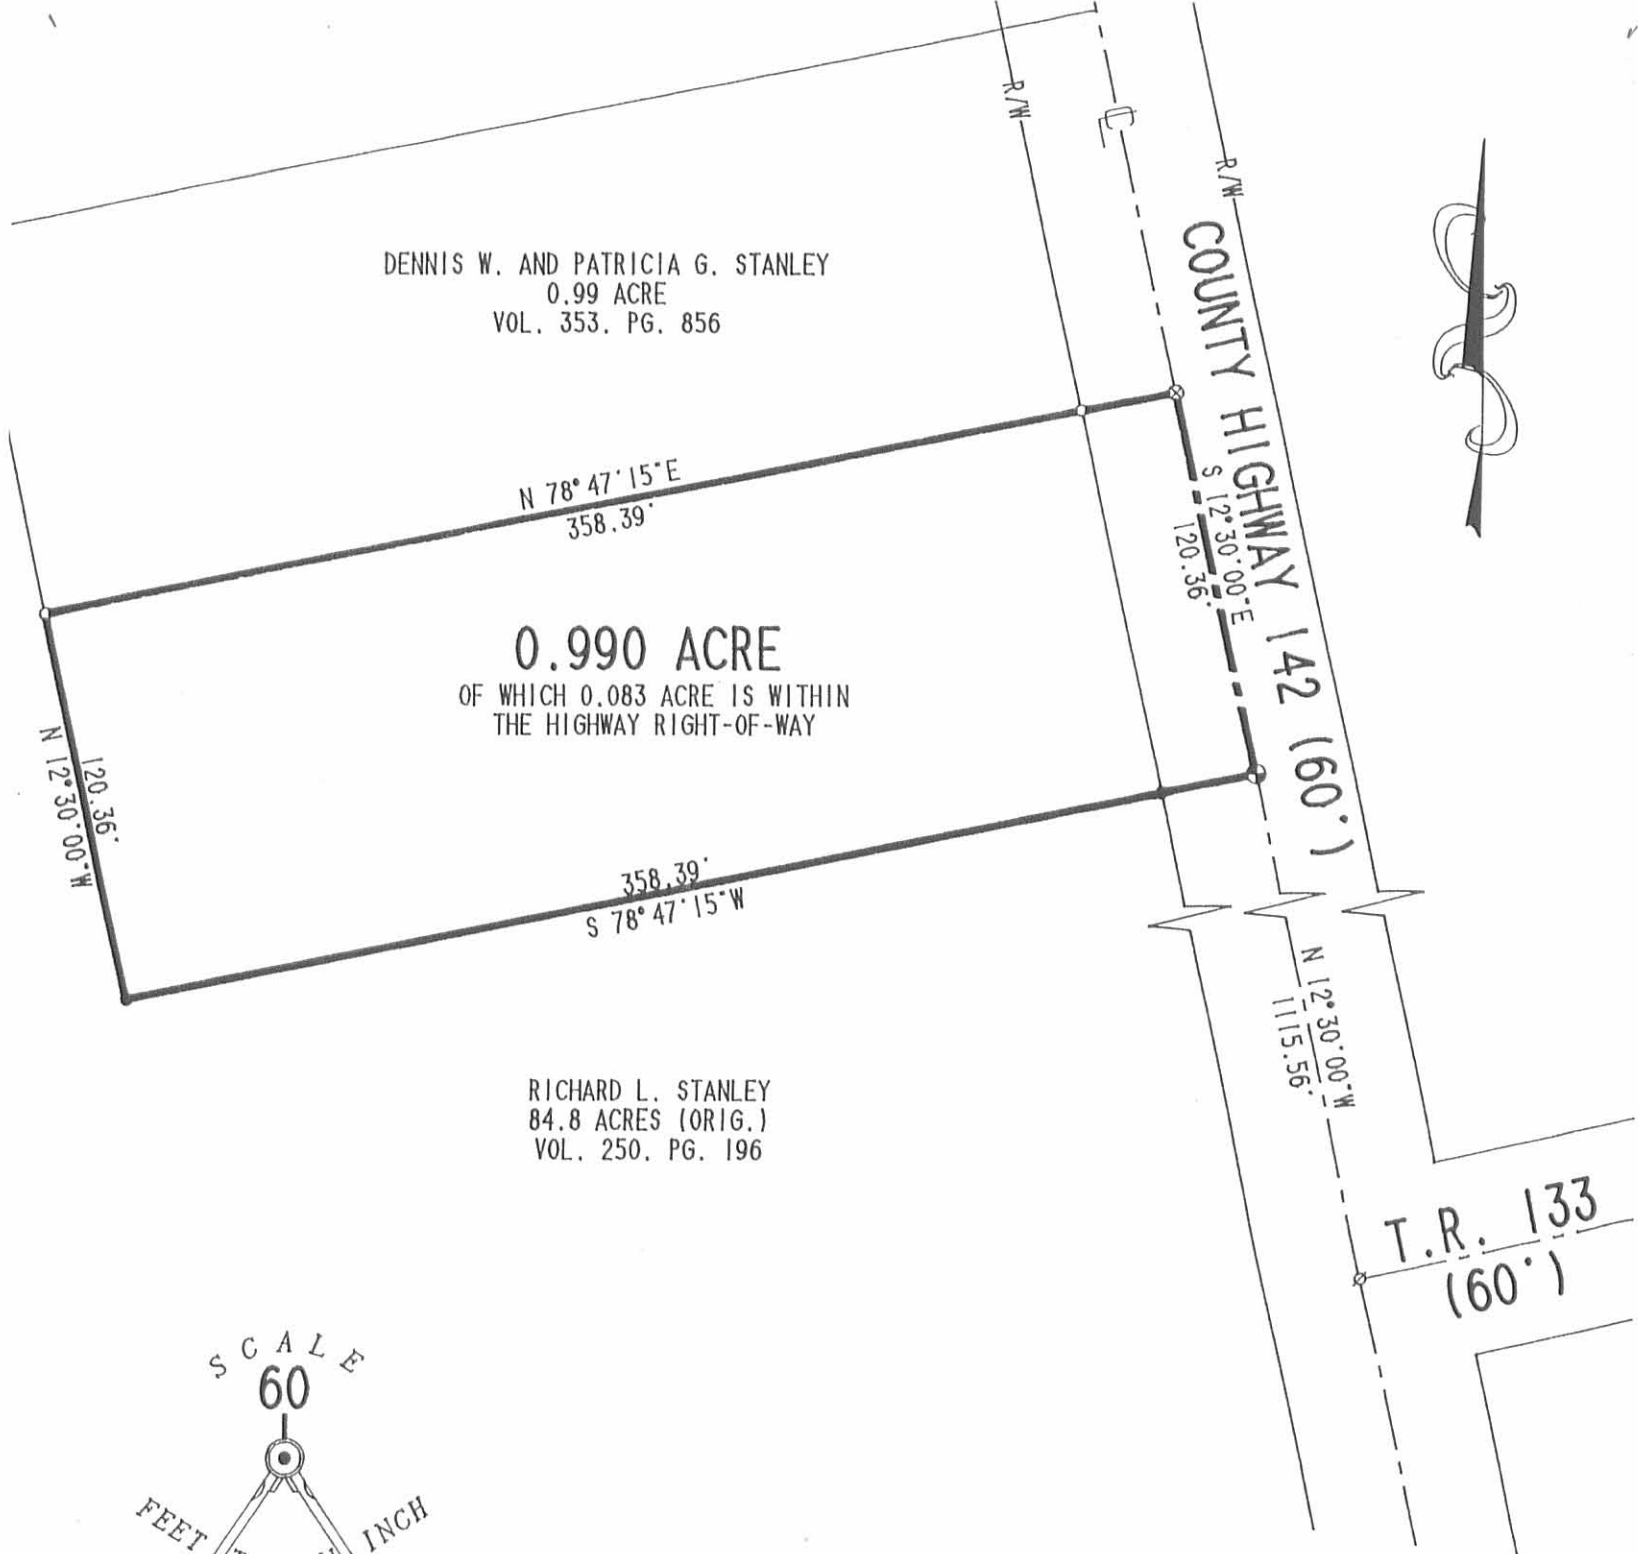 R/W
CL
R/W
DENNIS W. AND PATRICIA G. STANLEY
0.99 ACRE
VOL. 353. PG. 856
COUNTY HIGHWAY 142 (60')
N 78°47'15"E
358.39'
S 12°30'00"E
120.36'
0.990 ACRE
OF WHICH 0.083 ACRE IS WITHIN
THE HIGHWAY RIGHT-OF-WAY
120.36'
N 12°30'00"W
358.39'
S 78°47'15"W
N 12°30'00"W
1115.56'
RICHARD L. STANLEY
84.8 ACRES (ORIG.)
VOL. 250. PG. 196
T.R. 133
(60')
SCALE
60
FEET
INCH